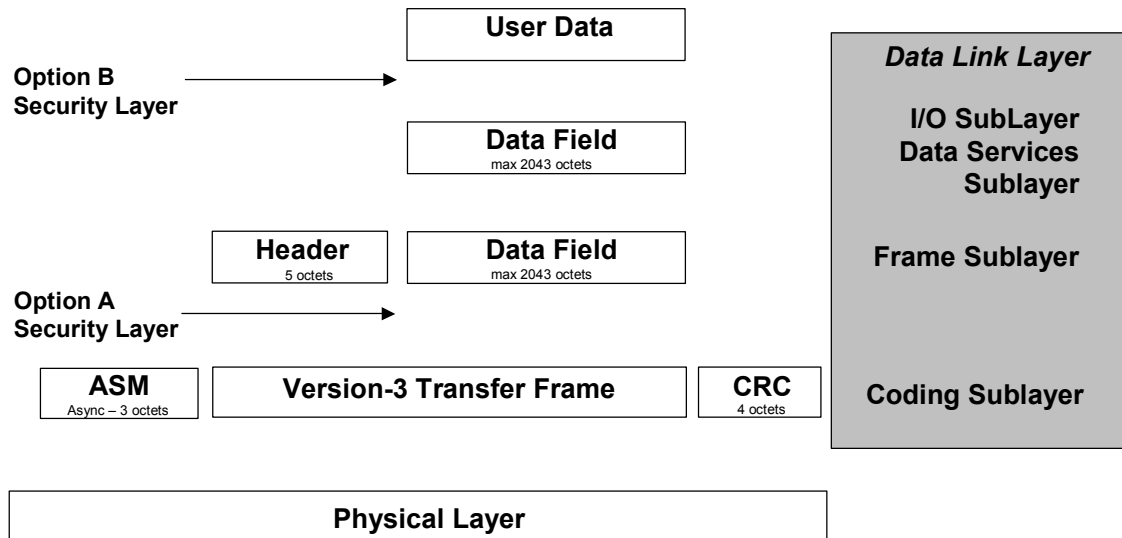 User Data
Option B
Security Layer
Data Link Layer
I/O SubLayer
Data Services
Sublayer
Data Field
max 2043 octets
Header
5 octets
Data Field
max 2043 octets
Frame Sublayer
Option A
Security Layer
ASM
Async – 3 octets
Version-3 Transfer Frame
CRC
4 octets
Coding Sublayer
Physical Layer